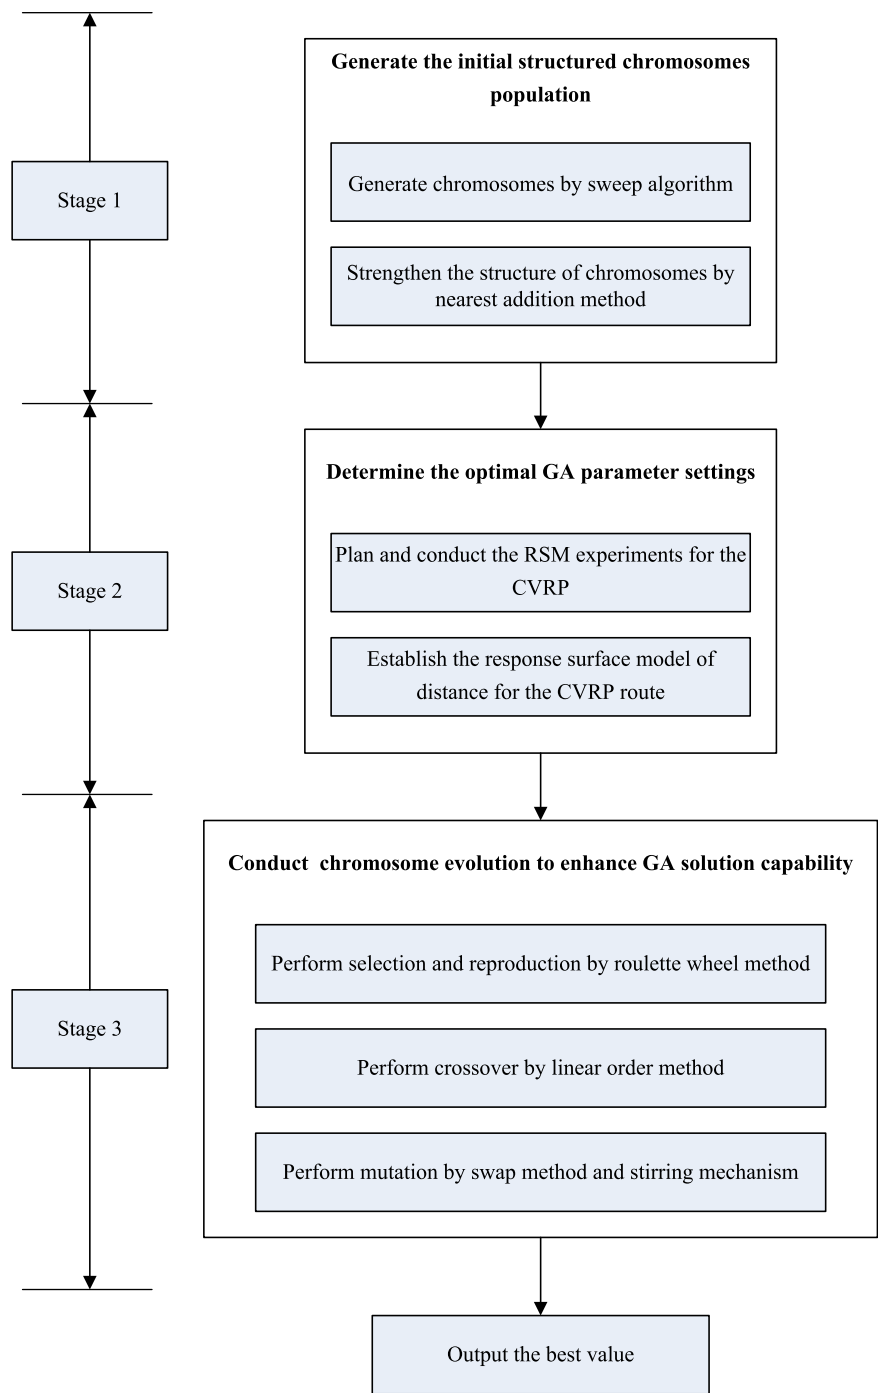 Generate the initial structured chromosomes
population
Generate chromosomes by sweep algorithm
Stage 1
Strengthen the structure of chromosomes by
nearest addition method
Determine the optimal GA parameter settings
Plan and conduct the RSM experiments for the
CVRP
Stage 2
Establish the response surface model of
distance for the CVRP route
Conduct  chromosome evolution to enhance GA solution capability
Perform selection and reproduction by roulette wheel method
Stage 3
Perform crossover by linear order method
Perform mutation by swap method and stirring mechanism
Output the best value